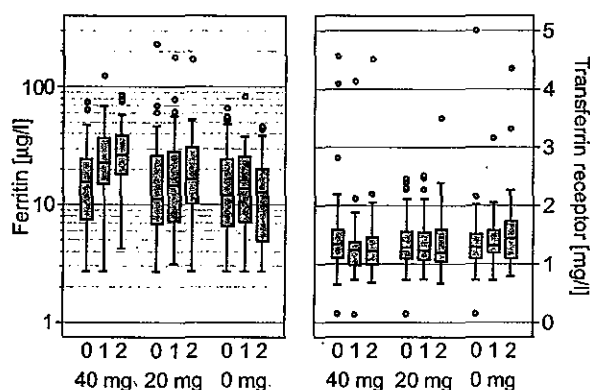 Ferritin [µg/l]
100
10
1
0 1 2 0 1 2 0 1 2
40 mg 20 mg 0 mg
0 1 2 0 1 2 0 1 2
40 mg 20 mg 0 mg
5
4
3
2
1
0
Transferrin receptor [mg/l]